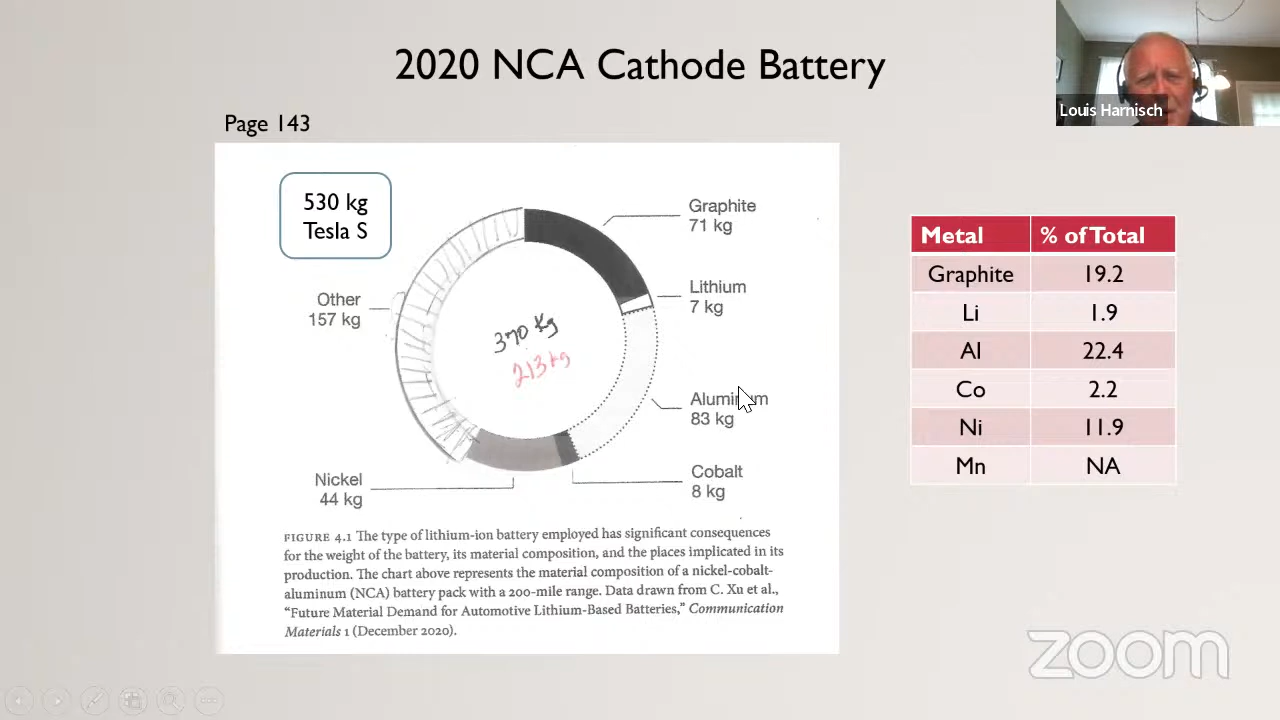 2020 NCA Cathode Battery
Louis Harnisch
Page 143
530 kg
Tesla S
Graphite
71 kg
Lithium
7 kg
Other
157 kg
370 kg
213 kg
Aluminum
83 kg
Cobalt
8 kg
Nickel
44 kg
FIGURE 4.1 The type of lithium-ion battery employed has significant consequences
for the weight of the battery, its material composition, and the places implicated in its
production. The chart above represents the material composition of a nickel-cobalt-
aluminum (NCA) battery pack with a 200-mile range. Data drawn from C. Xu et al.,
“Future Material Demand for Automotive Lithium-Based Batteries,” Communication
Materials 1 (December 2020).
Metal % of Total
Graphite 19.2
Li 1.9
Al 22.4
Co 2.2
Ni 11.9
Mn NA
zoom